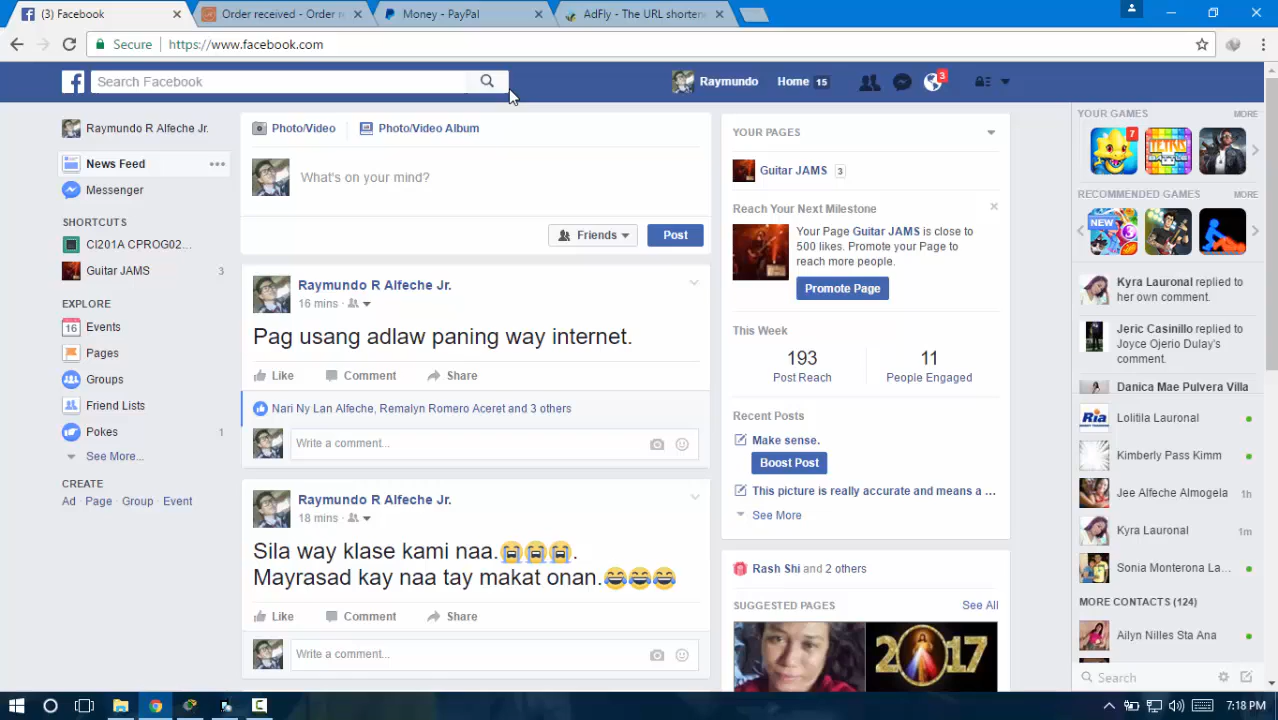 (3) Facebook
Order received - Order r
Money - PayPal
AdFly - The URL shortene
Secure
https://www.facebook.com
Search Facebook
Raymundo
Home 15
3
Raymundo R Alfeche Jr.
News Feed
Messenger
SHORTCUTS
CI201A CPROG02...
Guitar JAMS 3
EXPLORE
16 Events
Pages
Groups
Friend Lists
Pokes 1
See More...
CREATE
Ad · Page · Group · Event
Photo/Video
Photo/Video Album
What's on your mind?
Friends
Post
Raymundo R Alfeche Jr.
16 mins ·
Pag usang adlaw paning way internet.
Like Comment Share
Nari Ny Lan Alfeche, Remalyn Romero Aceret and 3 others
Write a comment...
Raymundo R Alfeche Jr.
18 mins ·
Sila way klase kami naa.😭😭😭.
Mayrasad kay naa tay makat onan.😂😂😂
Like Comment Share
Write a comment...
YOUR PAGES
Guitar JAMS 3
Reach Your Next Milestone
Your Page Guitar JAMS is close to
500 likes. Promote your Page to
reach more people.
Promote Page
This Week
193
Post Reach
11
People Engaged
Recent Posts
Make sense.
Boost Post
This picture is really accurate and means a ...
See More
Rash Shi and 2 others
SUGGESTED PAGES See All
2017
YOUR GAMES MORE
7
TETRIS
BATTLE
RECOMMENDED GAMES MORE
NEW
Kyra Lauronal replied to
her own comment.
Jeric Casinillo replied to
Joyce Ojerio Dulay's
comment.
Danica Mae Pulvera Villa
Ria
Lolitila Lauronal
Kimberly Pass Kimm
Jee Alfeche Almogela 1h
Kyra Lauronal 1m
Sonia Monterona La...
MORE CONTACTS (124)
Ailyn Nilles Sta Ana
Search
7:18 PM